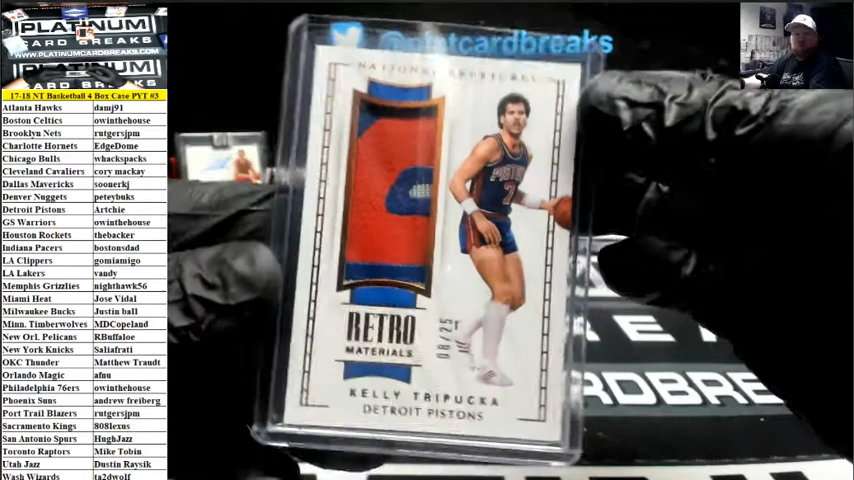 PLATINUM
CARD BREAKS
WWW.PLATINUMCARDBREAKS.COM
PLATINUM
17-18 NT Basketball 4 Box Case PYT #3
Atlanta Hawks damj91
Boston Celtics owinthehouse
Brooklyn Nets rutgersjpm
Charlotte Hornets EdgeDome
Chicago Bulls whackspacks
Cleveland Cavaliers cory mackay
Dallas Mavericks soonerkj
Denver Nuggets peteybuks
Detroit Pistons Artchie
GS Warriors owinthehouse
Houston Rockets thebacker
Indiana Pacers bostonsdad
LA Clippers gomiamigo
LA Lakers vandy
Memphis Grizzlies nighthawk56
Miami Heat Jose Vidal
Milwaukee Bucks Justin ball
Minn. Timberwolves MDCopeland
New Orl. Pelicans RBuffaloe
New York Knicks Saliafrati
OKC Thunder Matthew Traudt
Orlando Magic afnu
Philadelphia 76ers owinthehouse
Phoenix Suns andrew freiberg
Port Trail Blazers rutgersjpm
Sacramento Kings 808lexus
San Antonio Spurs HughJazz
Toronto Raptors Mike Tobin
Utah Jazz Dustin Raysik
Wash Wizards ta2dwolf
@platcardbreaks
NATIONAL TREASURES
PISTONS
7
RETRO
MATERIALS
08/25
KELLY TRIPUCKA
DETROIT PISTONS
RDBRE